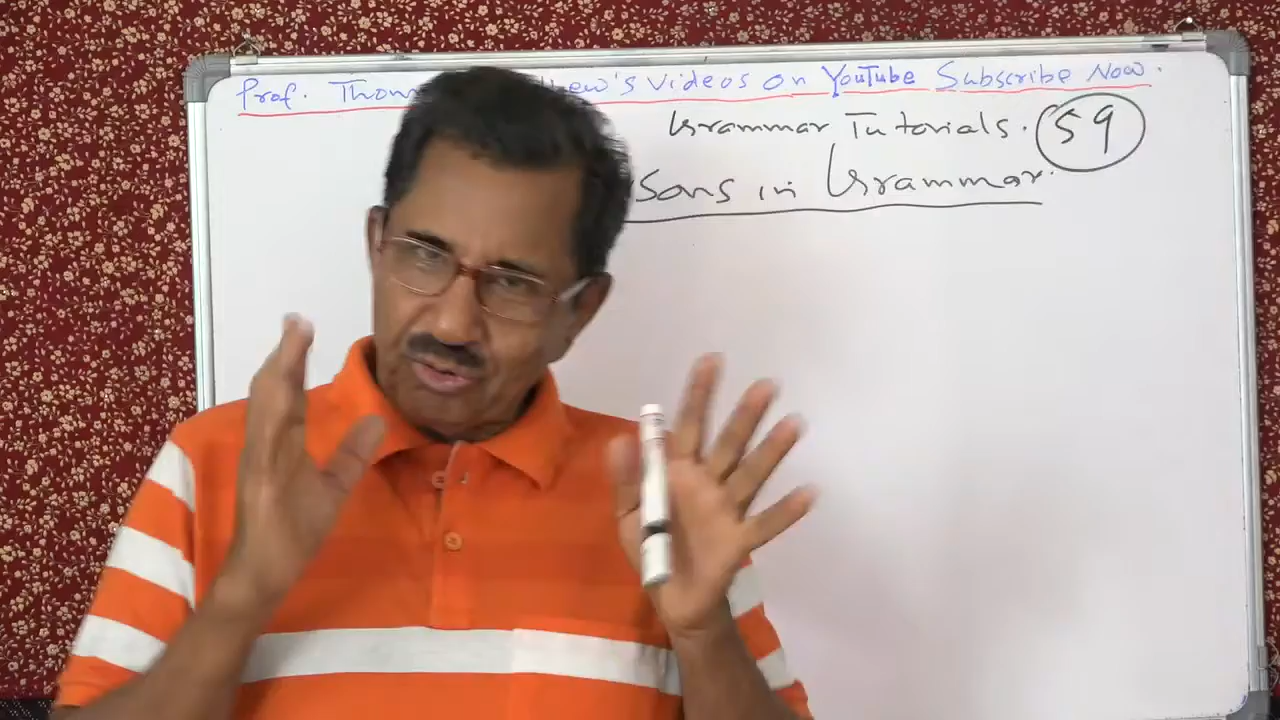 Prof. Thom ew's Videos on YouTube Subscribe Now.
Grammar Tutorials. 59
sons in Grammar.